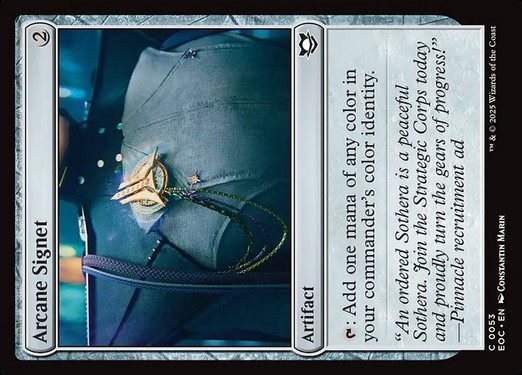 Arcane Signet 2
Artifact
: Add one mana of any color in
your commander's color identity.
“An ordered Sothera is a peaceful
Sothera. Join the Strategic Corps today
and proudly turn the gears of progress!”
—Pinnacle recruitment ad
C 0053
EOC • EN CONSTANTIN MARIN
™ & © 2025 Wizards of the Coast